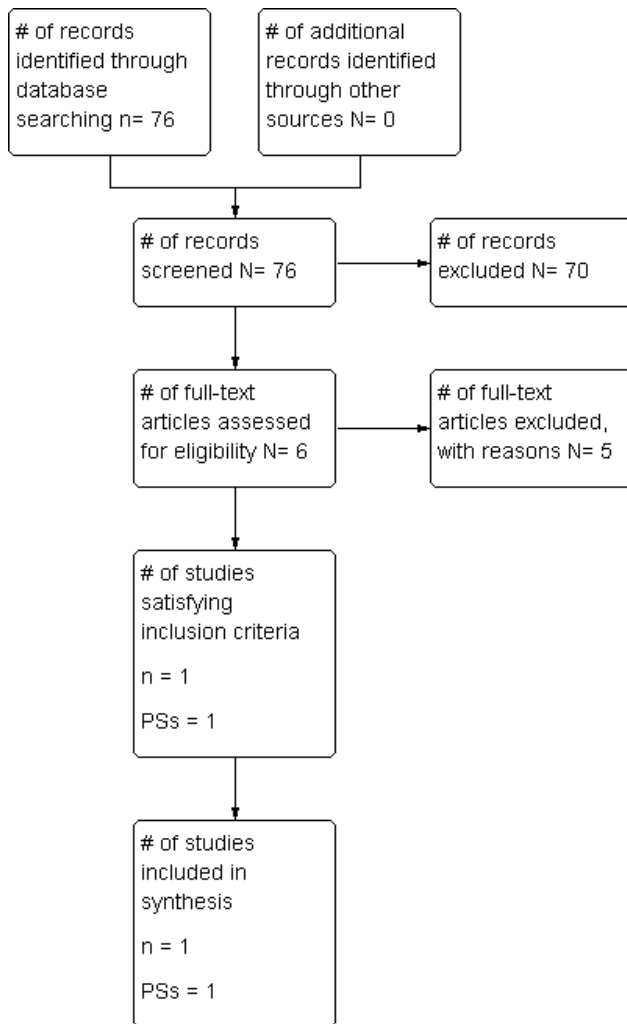 # of records
identified through
database
searching n= 76
# of additional
records identified
through other
sources N= 0
# of records
screened N= 76
# of records
excluded N= 70
# of full-text
articles assessed
for eligibility N= 6
# of full-text
articles excluded,
with reasons N= 5
# of studies
satisfying
inclusion criteria
n = 1
PSs = 1
# of studies
included in
synthesis
n = 1
PSs = 1